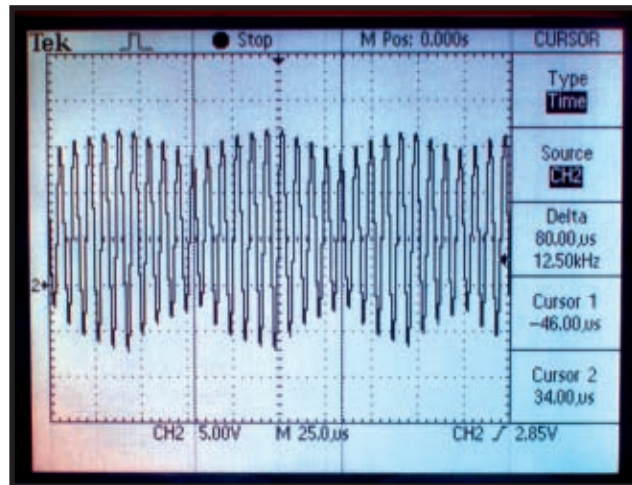 Tek Stop M Pos: 0.000s CURSOR
Type
Time
Source
CH2
Delta
80.00us
12.50kHz
Cursor 1
-46.00us
Cursor 2
34.00us
2
CH2 5.00V M 25.0us CH2 2.85V